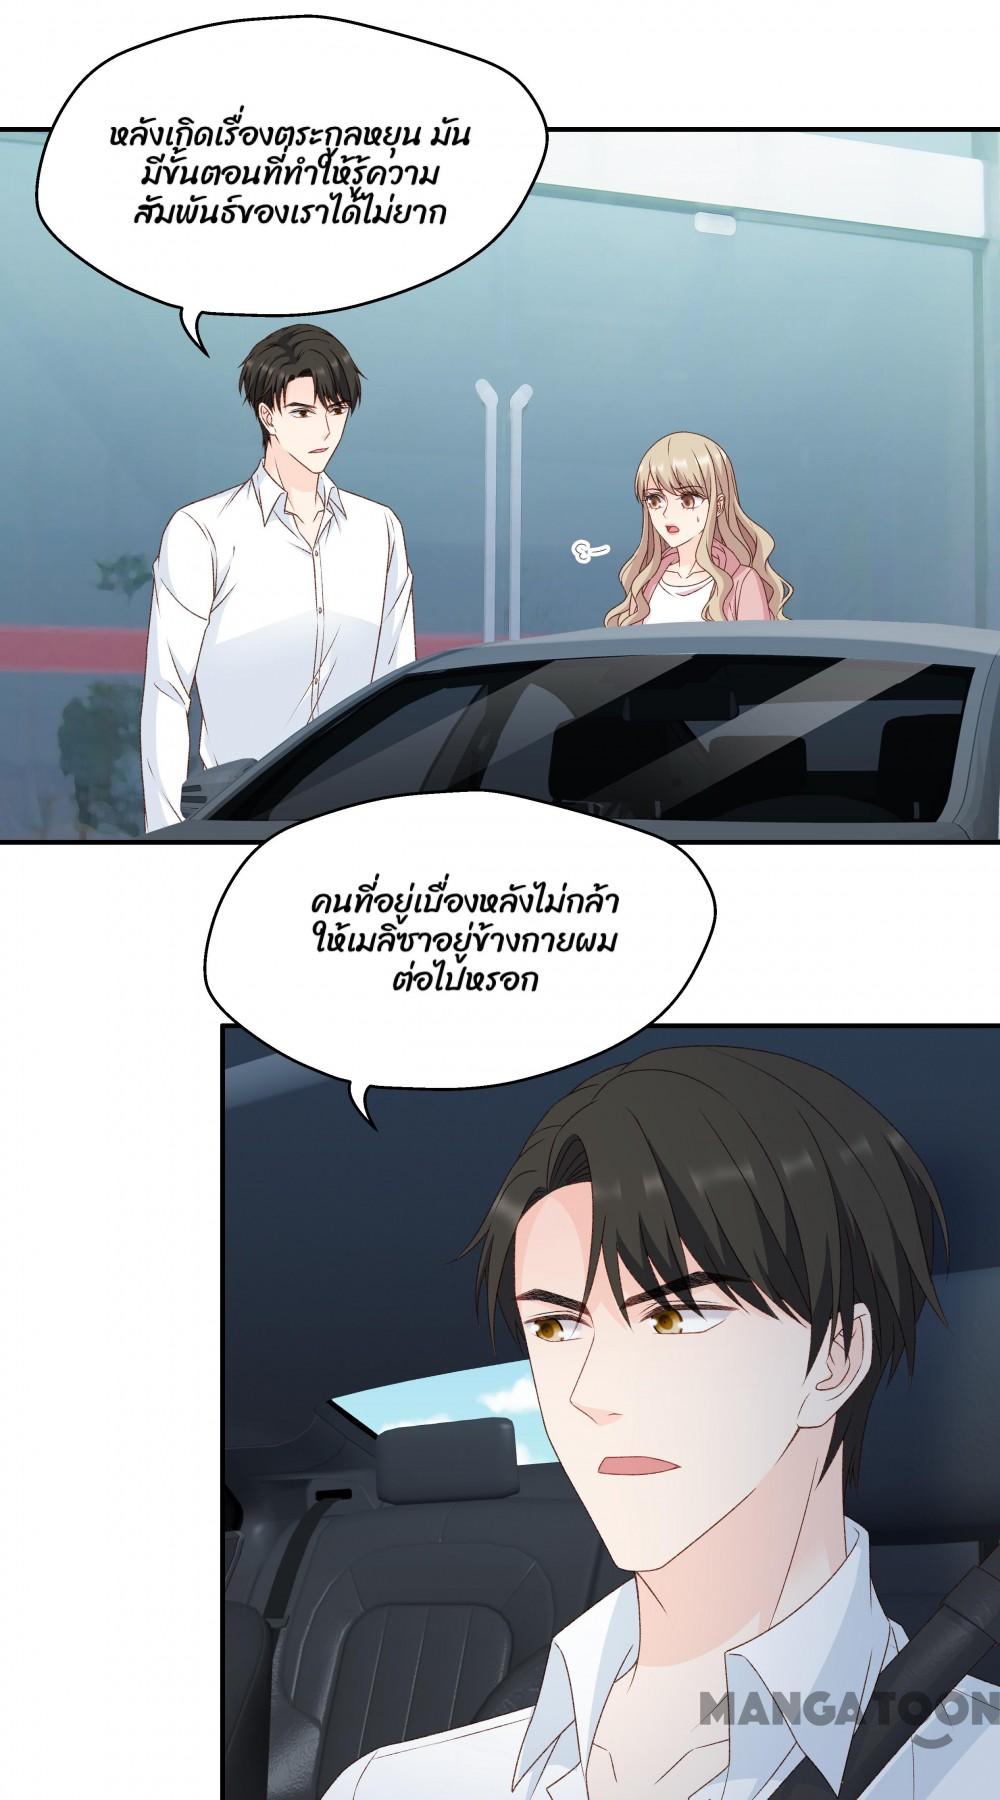 หลังเกิดเรื่องตระกูลหยุน มัน
มีขั้นตอนที่ทำให้รู้ความ
สัมพันธ์ของเราได้ไม่ยาก
คนที่อยู่เบื่องหลังไม่กล้า
ให้เมลิซาอยู่ข้างกายผม
ต่อไปหรอก
MANGATOON